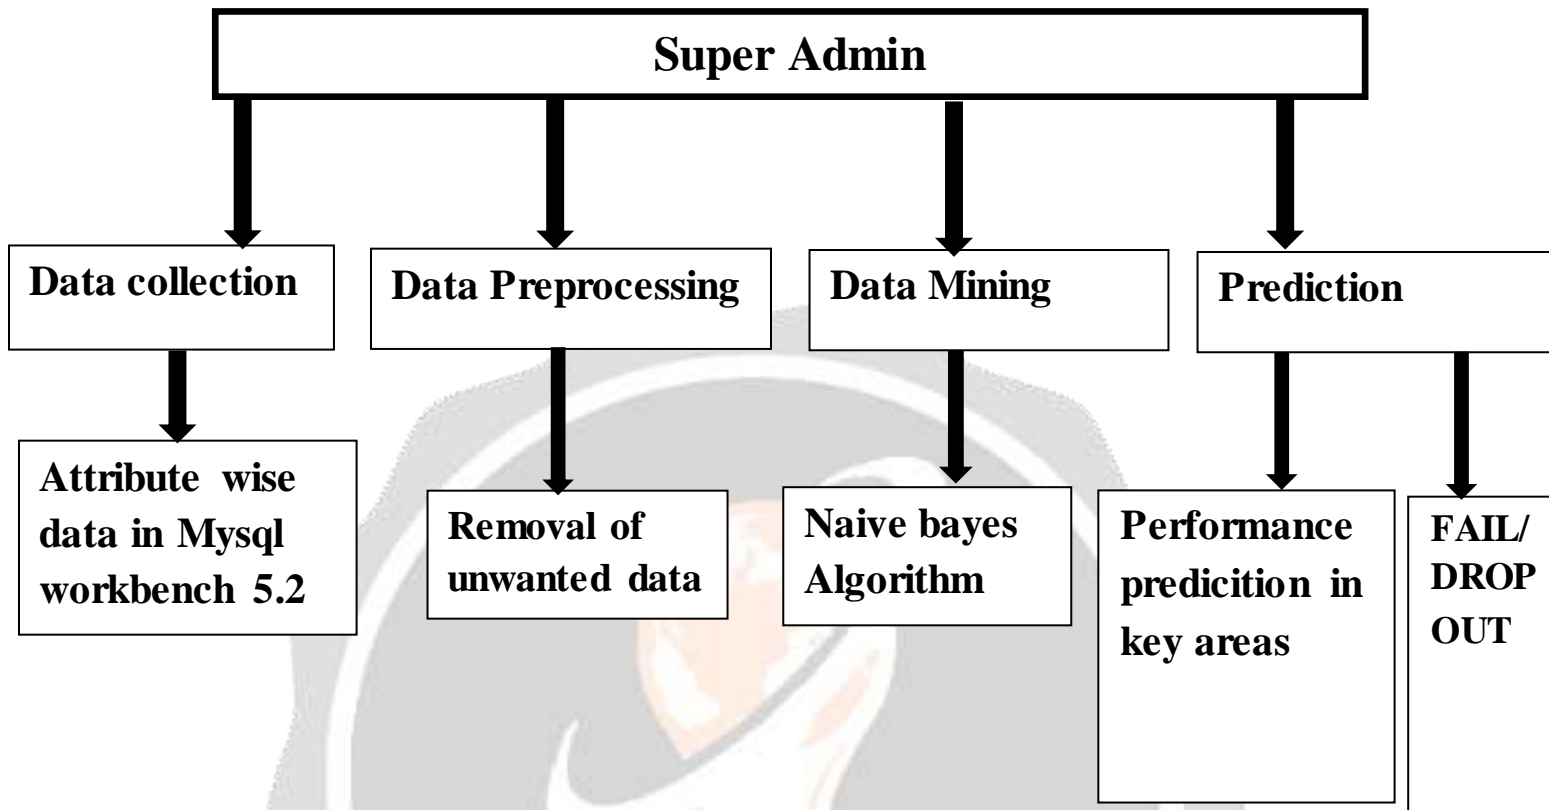 Super Admin
Data collection
Data Preprocessing
Data Mining
Prediction
Attribute wise
data in Mysql
workbench 5.2
Removal of
unwanted data
Naive bayes
Algorithm
Performance
predicition in
key areas
FAIL/
DROP
OUT